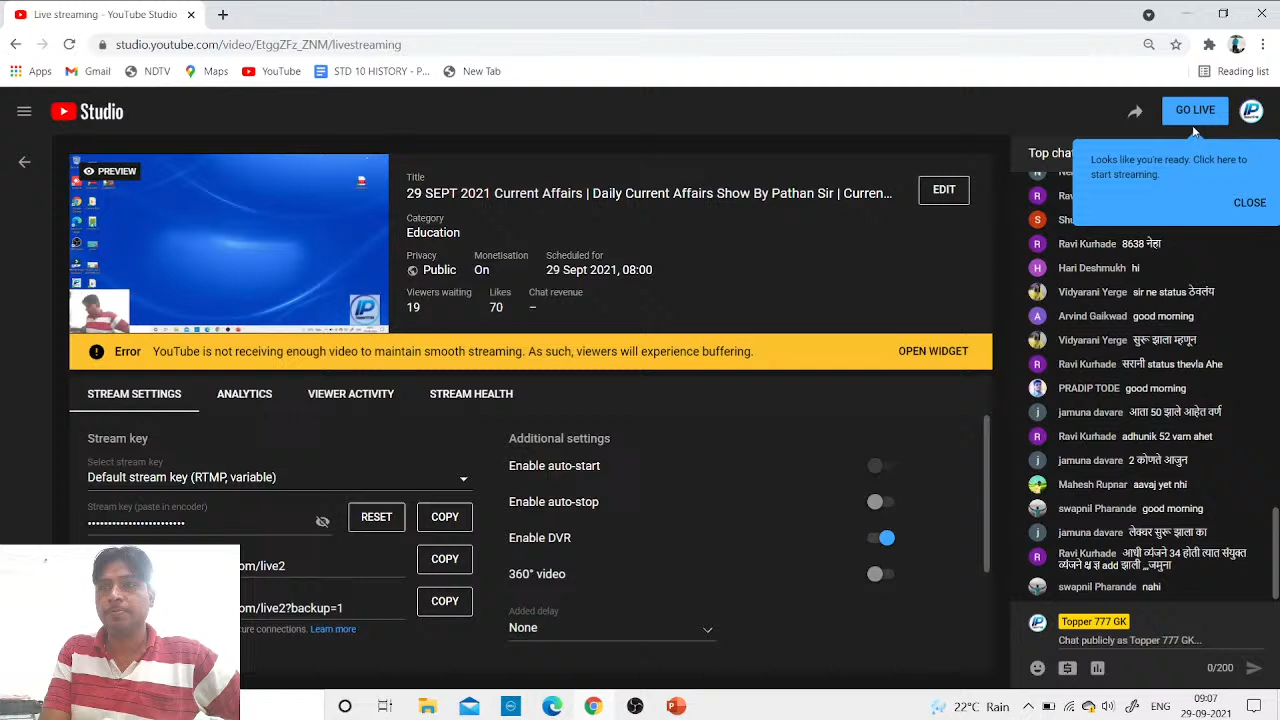 Live streaming - YouTube Studio
studio.youtube.com/video/EtggZFz_ZNM/livestreaming
Apps
Gmail
NDTV
Maps
YouTube
STD 10 HISTORY - P...
New Tab
Reading list
Studio
GO LIVE
Looks like you're ready. Click here to
start streaming.
CLOSE
PREVIEW
Title
29 SEPT 2021 Current Affairs | Daily Current Affairs Show By Pathan Sir | Curren...
EDIT
Category
Education
Privacy
Public
Monetisation
On
Scheduled for
29 Sept 2021, 08:00
Viewers waiting
19
Likes
70
Chat revenue
–
Error YouTube is not receiving enough video to maintain smooth streaming. As such, viewers will experience buffering.
OPEN WIDGET
STREAM SETTINGS
ANALYTICS
VIEWER ACTIVITY
STREAM HEALTH
Stream key
Select stream key
Default stream key (RTMP, variable)
Stream key (paste in encoder)
RESET
COPY
om/live2
COPY
om/live2?backup=1
COPY
ure connections. Learn more
Additional settings
Enable auto-start
Enable auto-stop
Enable DVR
360° video
Added delay
None
Top chat
Ravi Kurhade 8638 नेहा
Hari Deshmukh hi
Vidyarani Yerge sir ne status ठेवलंय
Arvind Gaikwad good morning
Vidyarani Yerge सुरू झाला म्हणून
Ravi Kurhade सरानी status thevla Ahe
PRADIP TODE good morning
jamuna davare आता 50 झाले आहेत वर्ण
Ravi Kurhade adhunik 52 varn ahet
jamuna davare 2 कोणते आजुन
Mahesh Rupnar aavaj yet nhi
swapnil Pharande good morning
jamuna davare लेक्चर सुरू झाला का
Ravi Kurhade आधी व्यंजने 34 होती त्यात संयुक्त
व्यंजने क्ष ज्ञ add झाली ,,,जमुना
swapnil Pharande nahi
Topper 777 GK
Chat publicly as Topper 777 GK...
0/200
22°C Rain
ENG
09:07
29-09-2021